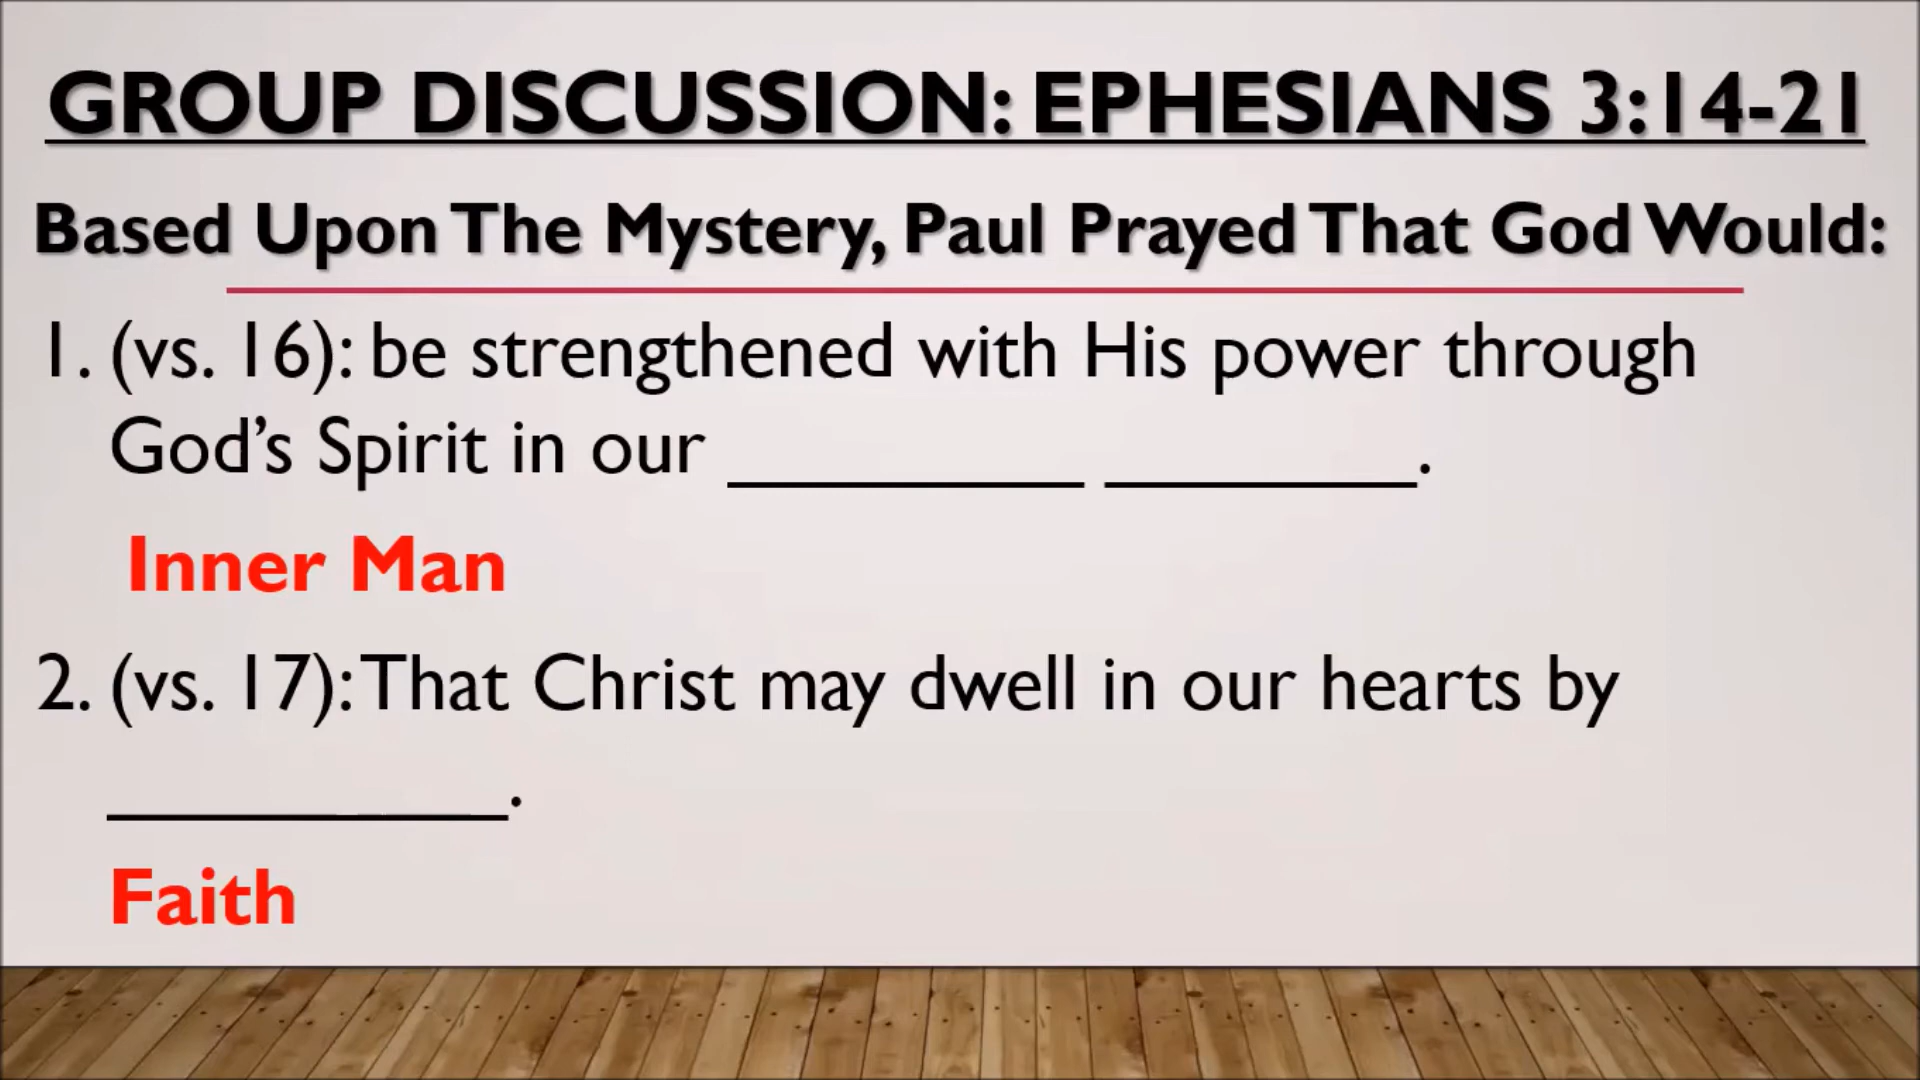 GROUP DISCUSSION: EPHESIANS 3:14-21
Based Upon The Mystery, Paul Prayed That God Would:
1. (vs. 16): be strengthened with His power through
God’s Spirit in our _________ ________.
Inner Man
2. (vs. 17): That Christ may dwell in our hearts by
__________.
Faith